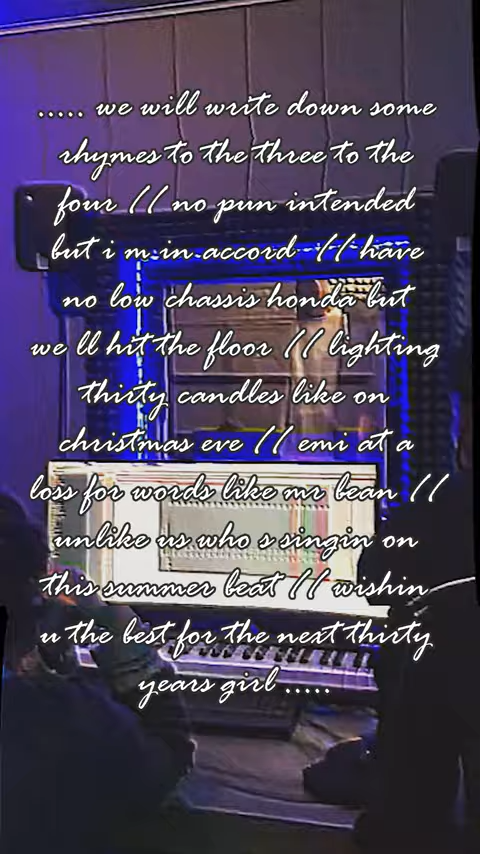 ..... we will write down some
rhymes to the three to the
four // no pun intended
but i m in accord // have
no low chassis honda but
we ll hit the floor // lighting
thirty candles like on
christmas eve // emi at a
loss for words like mr bean //
unlike us who s singin on
this summer beat // wishin
u the best for the next thirty
years girl .....